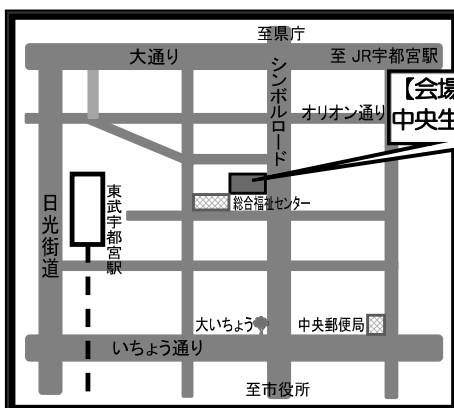 至県庁
大通り
至 JR宇都宮駅
シンボルロード
【会場
中央生
オリオン通り
日光街道
東武宇都宮駅
総合福祉センター
大いちょう
中央郵便局
いちょう通り
至市役所